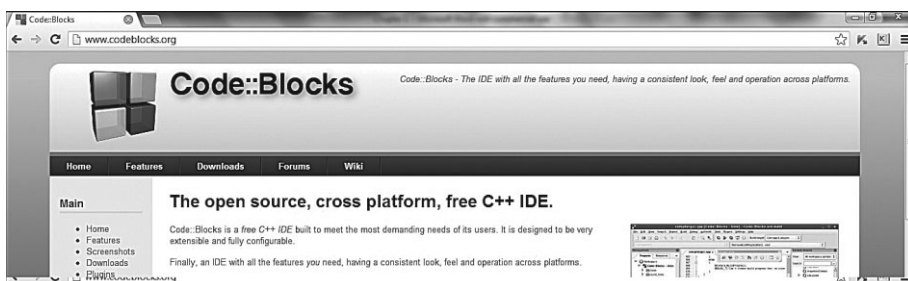 Code::Blocks
www.codeblocks.org
Code::Blocks
Code::Blocks - The IDE with all the features you need, having a consistent look, feel and operation across platforms.
Home Features Downloads Forums Wiki
Main
Home
Features
Screenshots
Downloads
Plugins
The open source, cross platform, free C++ IDE.
Code::Blocks is a free C++ IDE built to meet the most demanding needs of its users. It is designed to be very
extensible and fully configurable.
Finally, an IDE with all the features you need, having a consistent look, feel and operation across platforms.
www.codeblocks.org